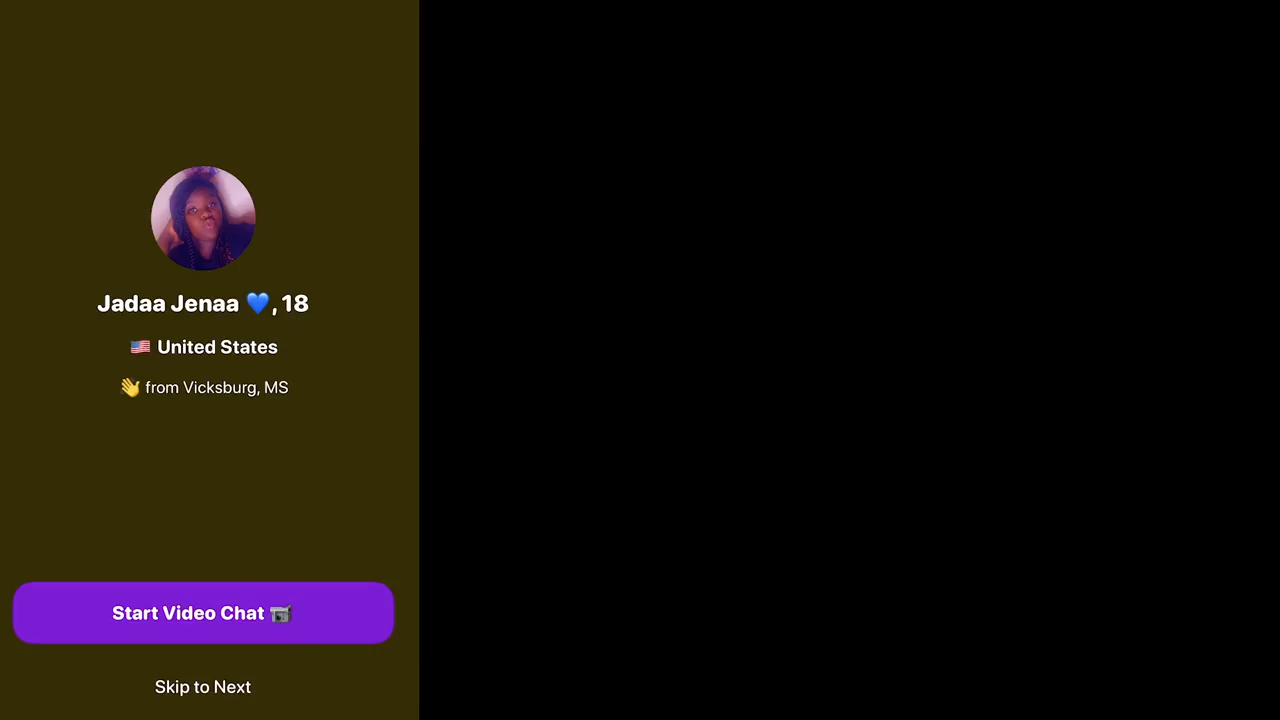 Jadaa Jenaa 💙, 18
🇺🇸 United States
👋 from Vicksburg, MS
Start Video Chat 📹
Skip to Next